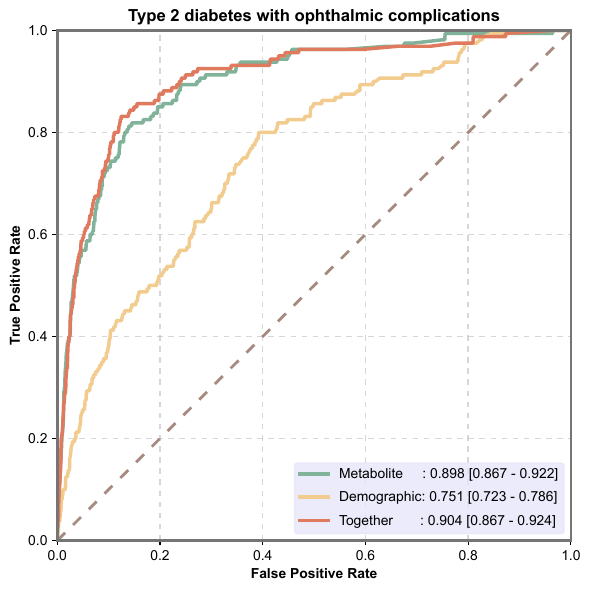 Type 2 diabetes with ophthalmic complications
1.0
0.8
0.6
0.4
0.2
0.0
True Positive Rate
Metabolite : 0.898 [0.867 - 0.922]
Demographic: 0.751 [0.723 - 0.786]
Together : 0.904 [0.867 - 0.924]
0.0 0.2 0.4 0.6 0.8 1.0
False Positive Rate